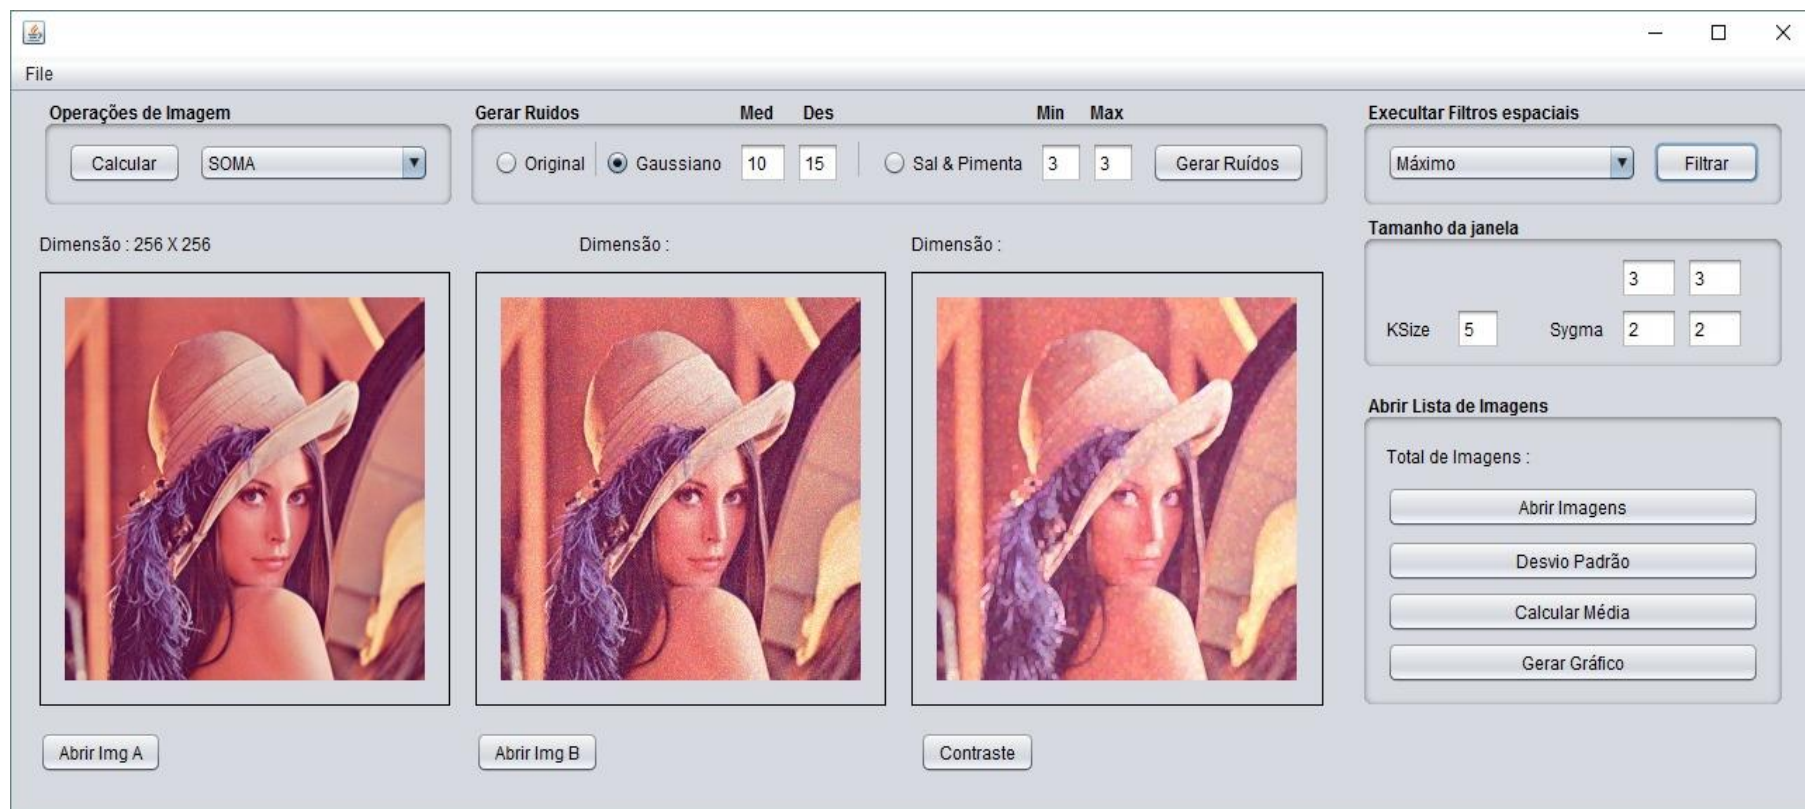 File
Operações de Imagem
Calcular SOMA
Gerar Ruidos Med Des Min Max
Original Gaussiano 10 15 Sal & Pimenta 3 3 Gerar Ruídos
Execultar Filtros espaciais
Máximo Filtrar
Tamanho da janela
3 3
KSize 5 Sygma 2 2
Dimensão : 256 X 256 Dimensão : Dimensão :
Abrir Lista de Imagens
Total de Imagens :
Abrir Imagens
Desvio Padrão
Calcular Média
Gerar Gráfico
Abrir Img A Abrir Img B Contraste